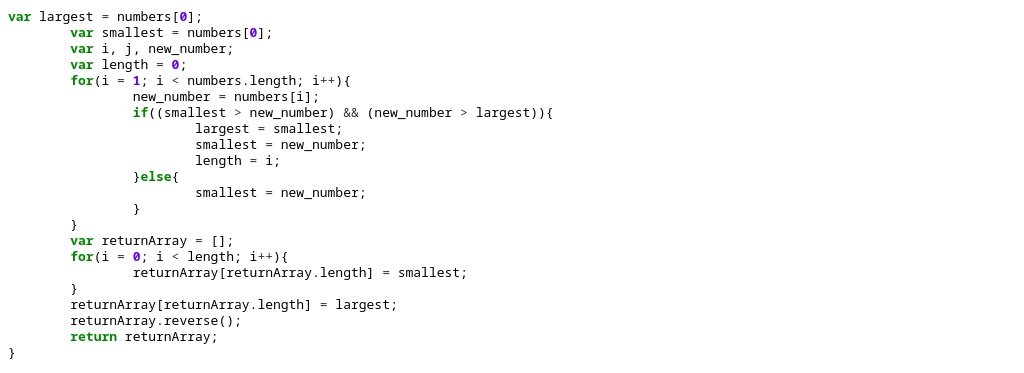 var largest = numbers[0];
        var smallest = numbers[0];
        var i, j, new_number;
        var length = 0;
        for(i = 1; i < numbers.length; i++){
                new_number = numbers[i];
                if((smallest > new_number) && (new_number > largest)){
                        largest = smallest;
                        smallest = new_number;
                        length = i;
                }else{
                        smallest = new_number;
                }
        }
        var returnArray = [];
        for(i = 0; i < length; i++){
                returnArray[returnArray.length] = smallest;
        }
        returnArray[returnArray.length] = largest;
        returnArray.reverse();
        return returnArray;
}